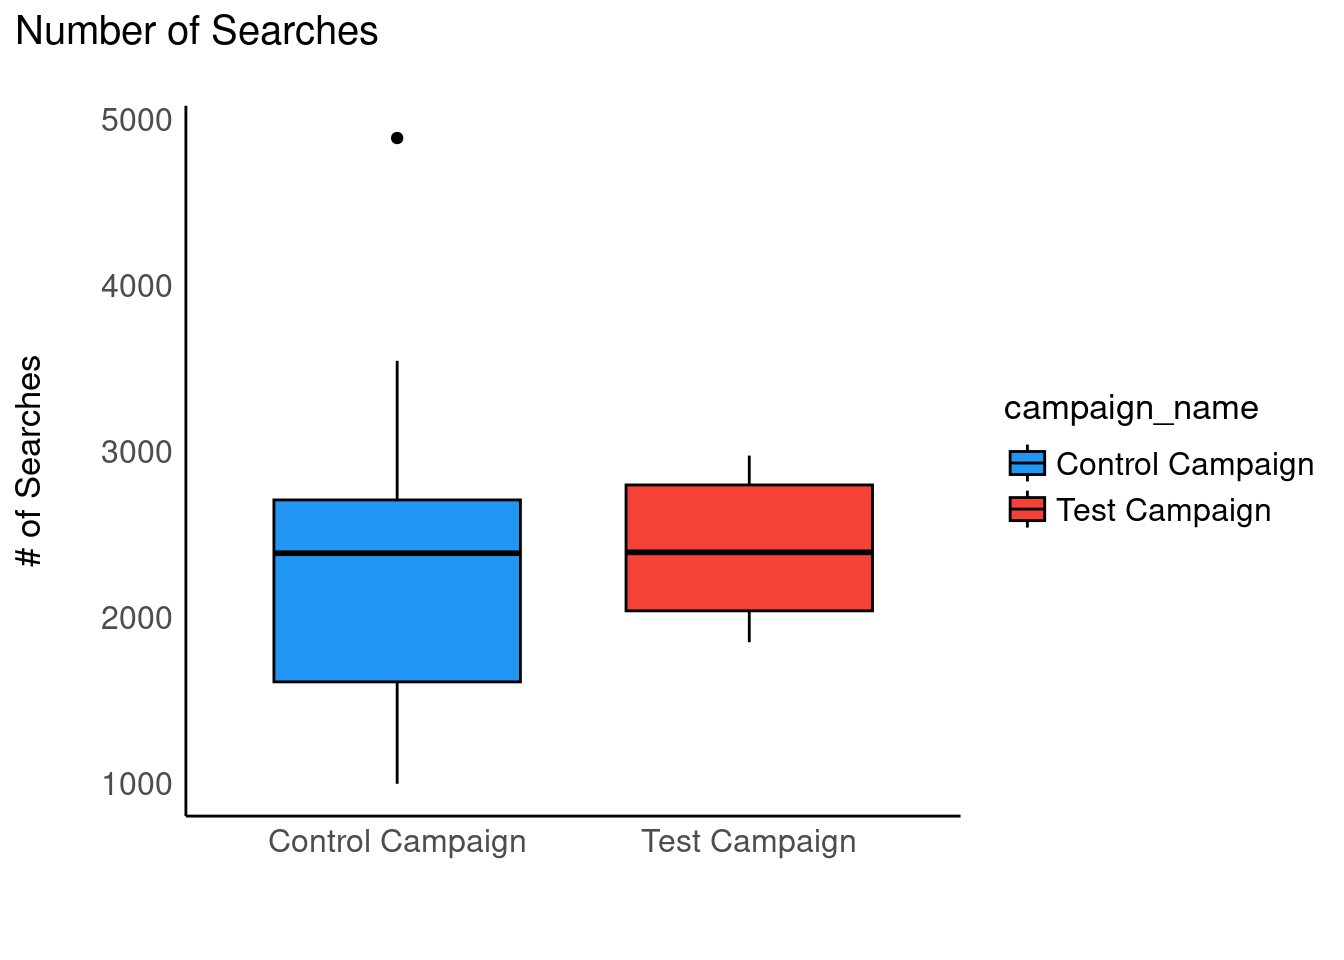 Number of Searches
5000
4000
3000
2000
1000
# of Searches
Control Campaign
Test Campaign
campaign_name
Control Campaign
Test Campaign